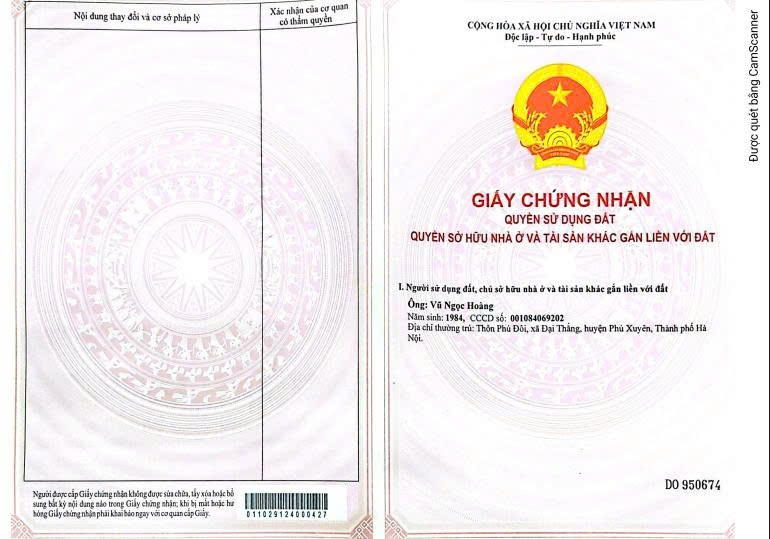 Nội dung thay đổi và cơ sở pháp lý
Xác nhận của cơ quan
có thẩm quyền
Người được cấp Giấy chứng nhận không được sửa chữa, tẩy xóa hoặc bổ
sung bất kỳ nội dung nào trong Giấy chứng nhận; khi bị mất hoặc hư
hỏng Giấy chứng nhận phải khai báo ngay với cơ quan cấp Giấy.
011029124000427
CỘNG HÒA XÃ HỘI CHỦ NGHĨA VIỆT NAM
Độc lập - Tự do - Hạnh phúc
GIẤY CHỨNG NHẬN
QUYỀN SỬ DỤNG ĐẤT
QUYỀN SỞ HỮU NHÀ Ở VÀ TÀI SẢN KHÁC GẮN LIỀN VỚI ĐẤT
I. Người sử dụng đất, chủ sở hữu nhà ở và tài sản khác gắn liền với đất
Ông: Vũ Ngọc Hoàng
Năm sinh: 1984, CCCD số: 001084069202
Địa chỉ thường trú: Thôn Phú Đôi, xã Đại Thắng, huyện Phú Xuyên, Thành phố Hà
Nội.
DO 950674
Được quét bằng CamScanner